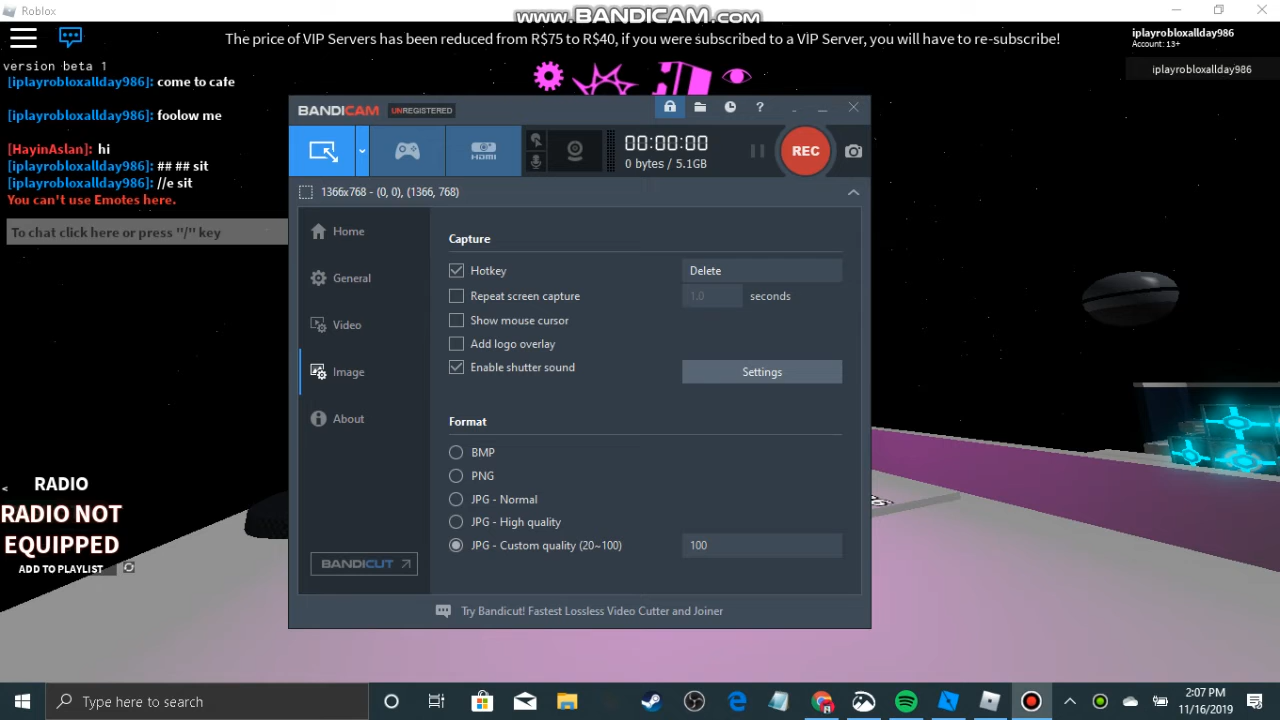 Roblox
www.BANDICAM.com
The price of VIP Servers has been reduced from R$75 to R$40, if you were subscribed to a VIP Server, you will have to re-subscribe!
iplayrobloxallday986
Account: 13+
iplayrobloxallday986
version beta 1
[iplayrobloxallday986]: come to cafe
[iplayrobloxallday986]: foolow me
[HayinAslan]: hi
[iplayrobloxallday986]: ## ## sit
[iplayrobloxallday986]: //e sit
You can't use Emotes here.
To chat click here or press "/" key
BANDICAM UNREGISTERED
?
HDMI
00:00:00
0 bytes / 5.1GB
REC
1366x768 - (0, 0), (1366, 768)
Home
General
Video
Image
About
BANDICUT
Capture
Hotkey Delete
Repeat screen capture 1.0 seconds
Show mouse cursor
Add logo overlay
Enable shutter sound Settings
Format
BMP
PNG
JPG - Normal
JPG - High quality
JPG - Custom quality (20~100) 100
Try Bandicut! Fastest Lossless Video Cutter and Joiner
< RADIO
RADIO NOT
EQUIPPED
ADD TO PLAYLIST
Type here to search
2:07 PM
11/16/2019